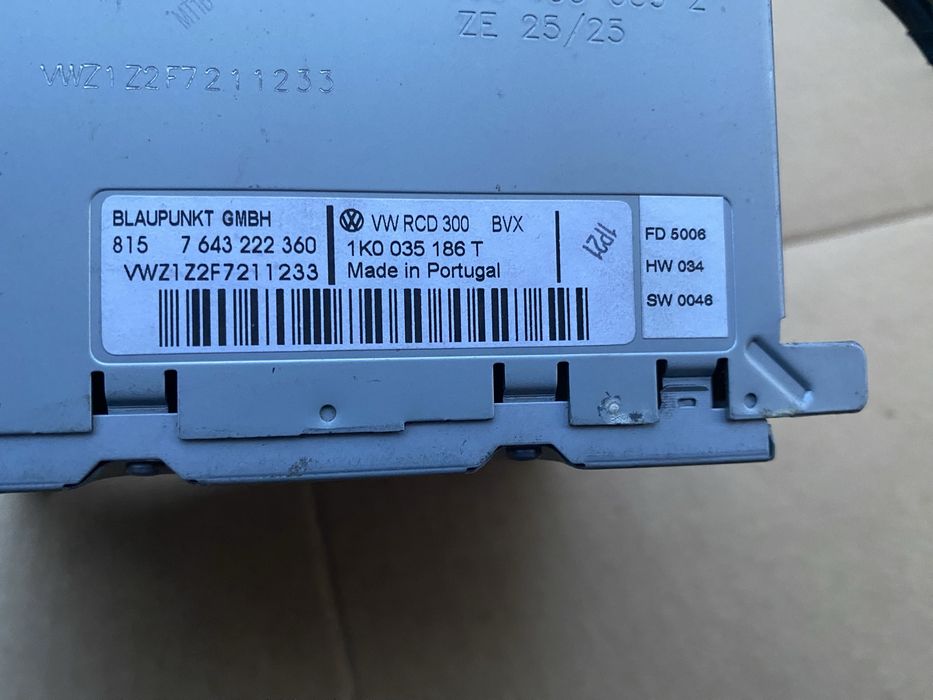 ZE 25/25
VWZ1Z2F7211233
BLAUPUNKT GMBH
815 7 643 222 360
VWZ1Z2F7211233
VW RCD 300 BVX
1K0 035 186 T
Made in Portugal
1P21
FD 5006
HW 034
SW 0046